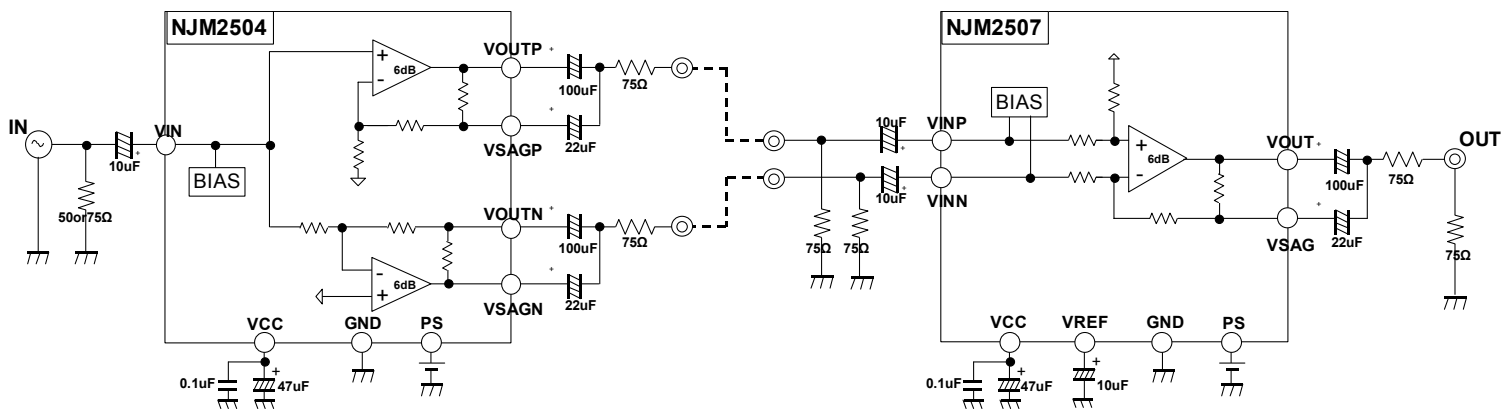 NJM2504
NJM2507
VOUTP
+
6dB
-
+
100uF
75Ω
+
VSAGP
22uF
IN
VIN
10uF
+
BIAS
50or75Ω
VOUTN
+
100uF
75Ω
-
+
6dB
+
VSAGN
22uF
VCC
GND
PS
0.1uF
+
47uF
10uF
+
VINP
BIAS
10uF
+
VINN
75Ω
75Ω
+
-
6dB
VOUT
+
100uF
75Ω
OUT
+
VSAG
22uF
75Ω
VCC
VREF
GND
PS
0.1uF
+
47uF
+
10uF